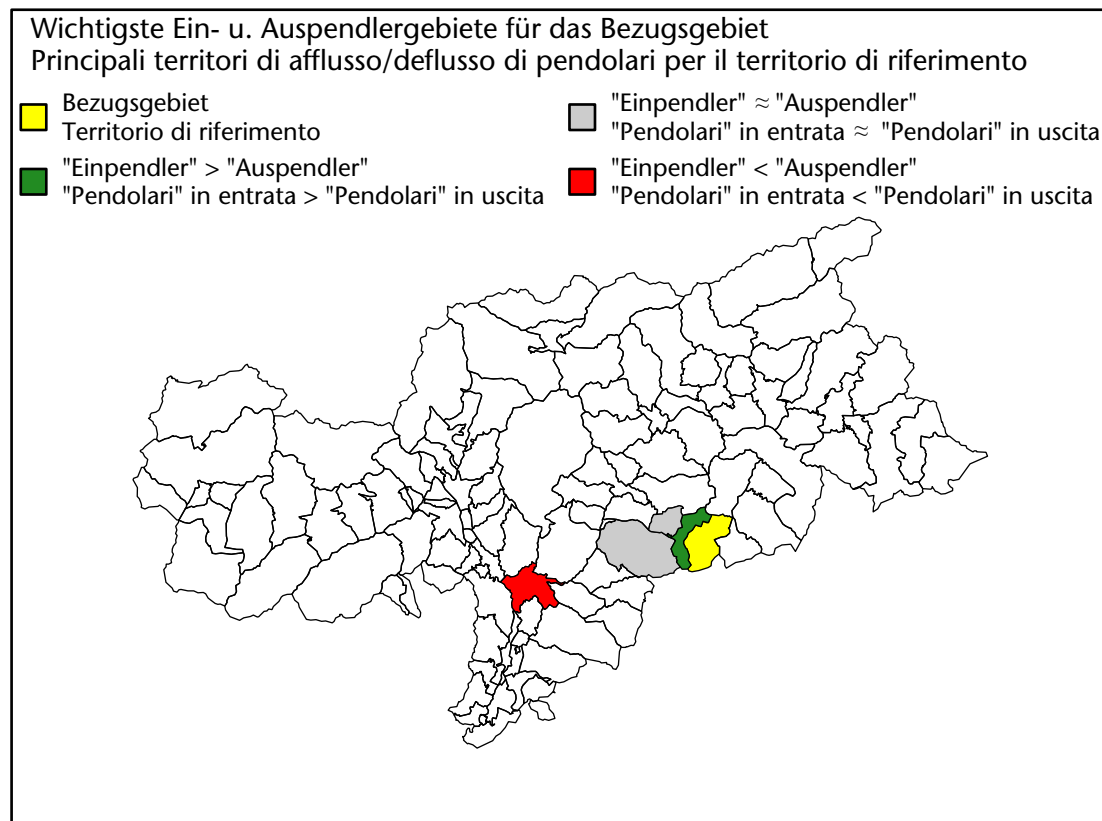 Wichtigste Ein- u. Auspendlergebiete für das Bezugsgebiet
Principali territori di afflusso/deflusso di pendolari per il territorio di riferimento
Bezugsgebiet
Territorio di riferimento
"Einpendler" > "Auspendler"
"Pendolari" in entrata > "Pendolari" in uscita
"Einpendler" ≈ "Auspendler"
"Pendolari" in entrata ≈ "Pendolari" in uscita
"Einpendler" < "Auspendler"
"Pendolari" in entrata < "Pendolari" in uscita